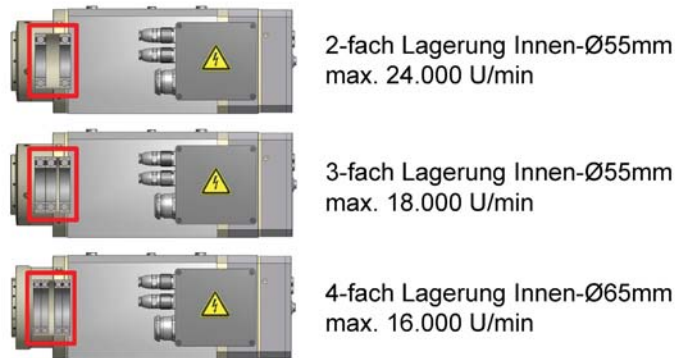 2-fach Lagerung Innen-Ø55mm
max. 24.000 U/min
3-fach Lagerung Innen-Ø55mm
max. 18.000 U/min
4-fach Lagerung Innen-Ø65mm
max. 16.000 U/min